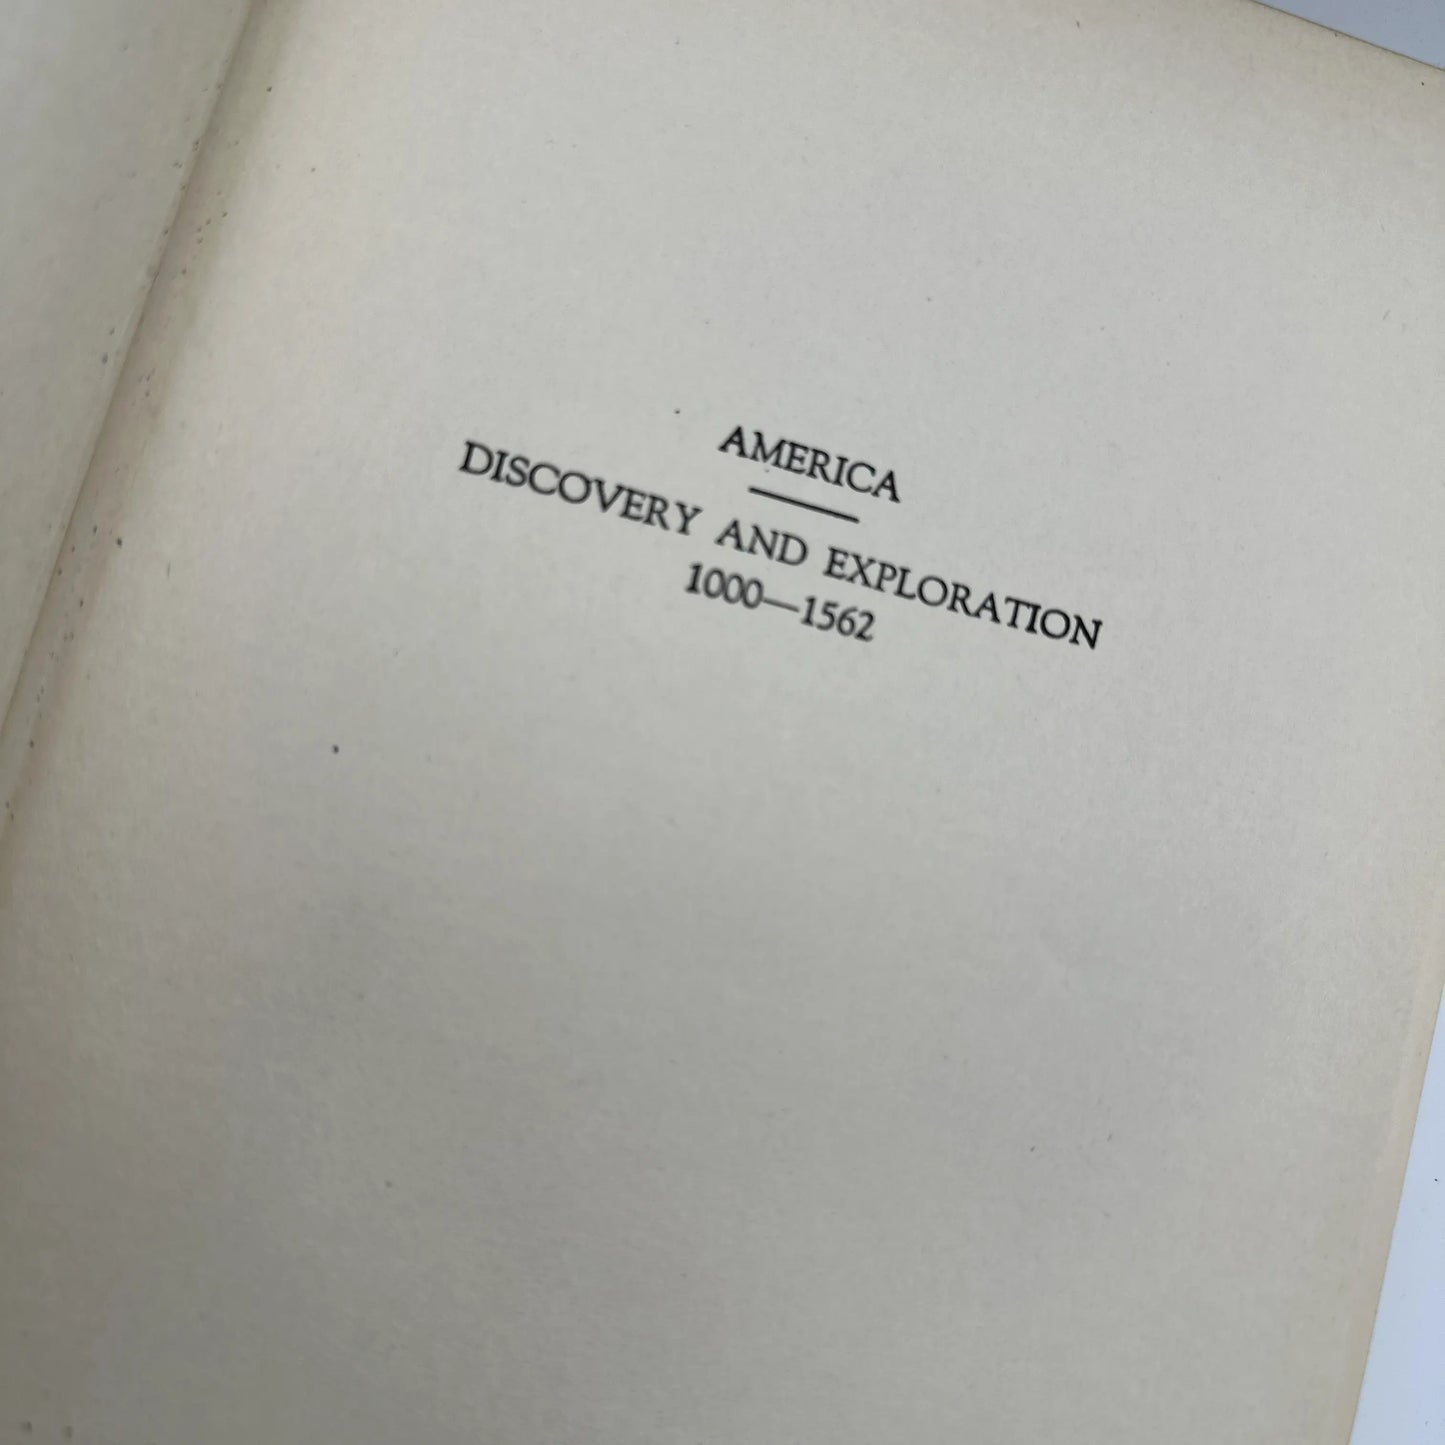 AMERICA
DISCOVERY AND EXPLORATION
1000—1562